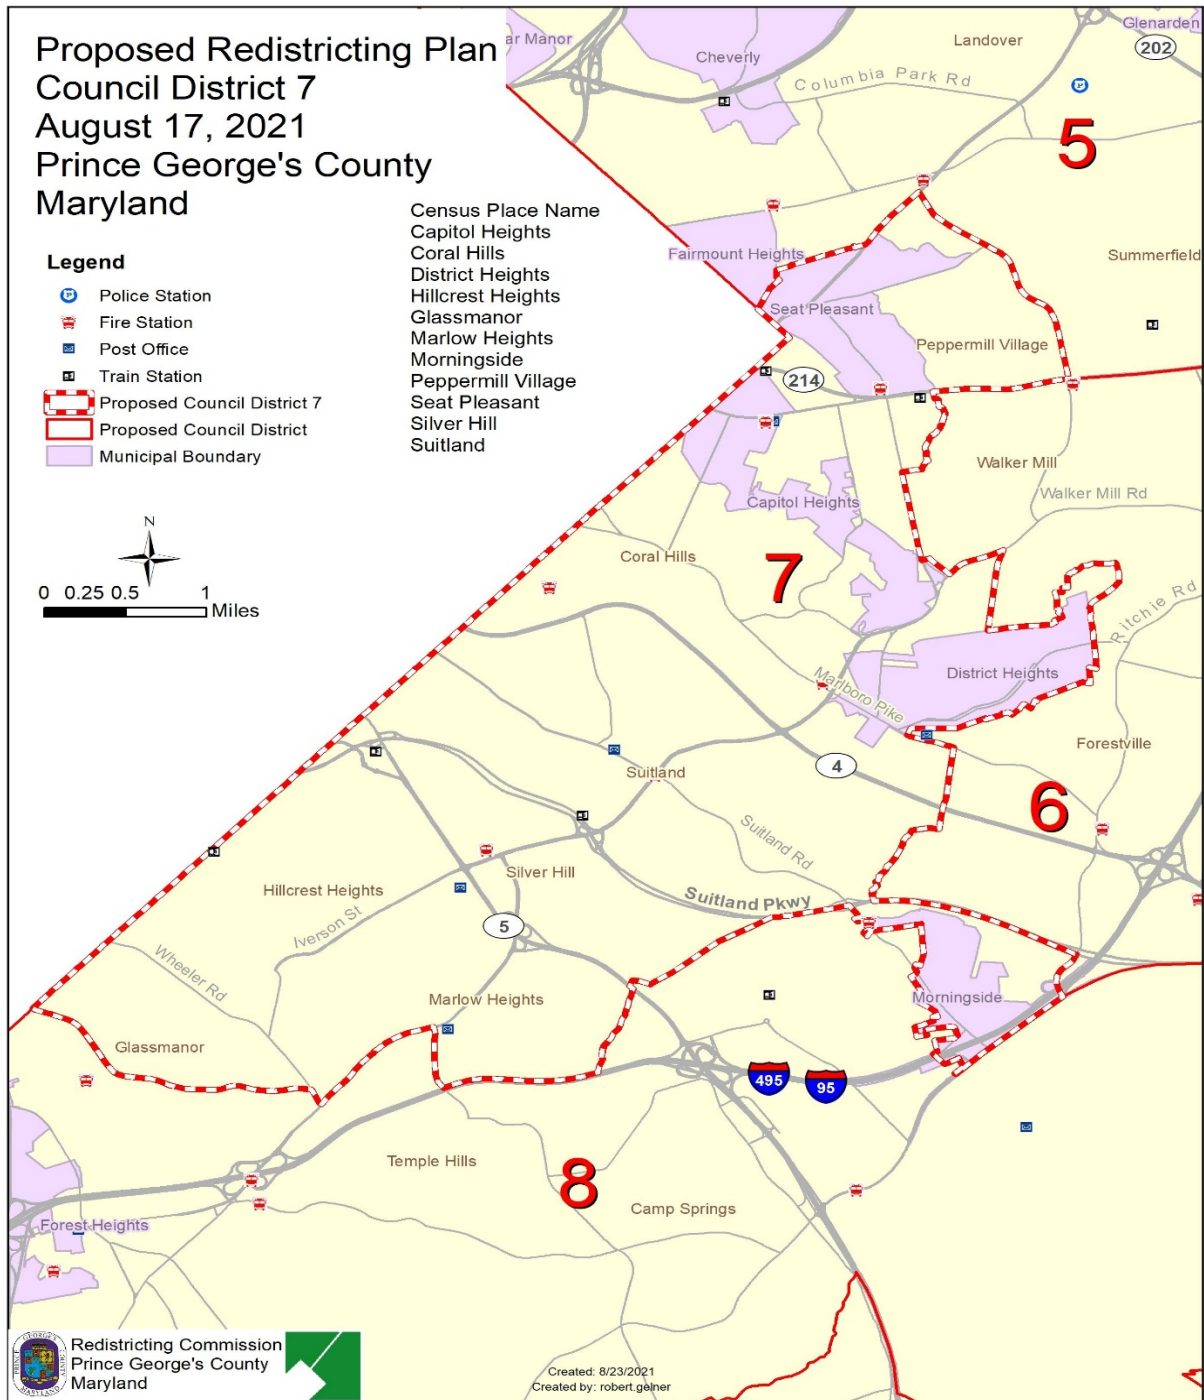 Proposed Redistricting Plan
Council District 7
August 17, 2021
Prince George's County
Maryland
Census Place Name
Capitol Heights
Coral Hills
District Heights
Hillcrest Heights
Glassmanor
Marlow Heights
Morningside
Peppermill Village
Seat Pleasant
Silver Hill
Suitland
Legend
Police Station
Fire Station
Post Office
Train Station
Proposed Council District 7
Proposed Council District
Municipal Boundary
N
0 0.25 0.5 1
Miles
ar Manor
Cheverly
Landover
Glenarden
202
Columbia Park Rd
5
Fairmount Heights
Summerfield
Seat Pleasant
Peppermill Village
214
Walker Mill
Walker Mill Rd
Capitol Heights
Coral Hills
7
Ritchie Rd
District Heights
Marlboro Pike
Forestville
Suitland
4
6
Suitland Rd
Silver Hill
Hillcrest Heights
Suitland Pkwy
Iverson St
5
Wheeler Rd
Marlow Heights
Morningside
Glassmanor
495
95
Temple Hills
8
Camp Springs
Forest Heights
Redistricting Commission
Prince George's County
Maryland
Created: 8/23/2021
Created by: robert.gelner